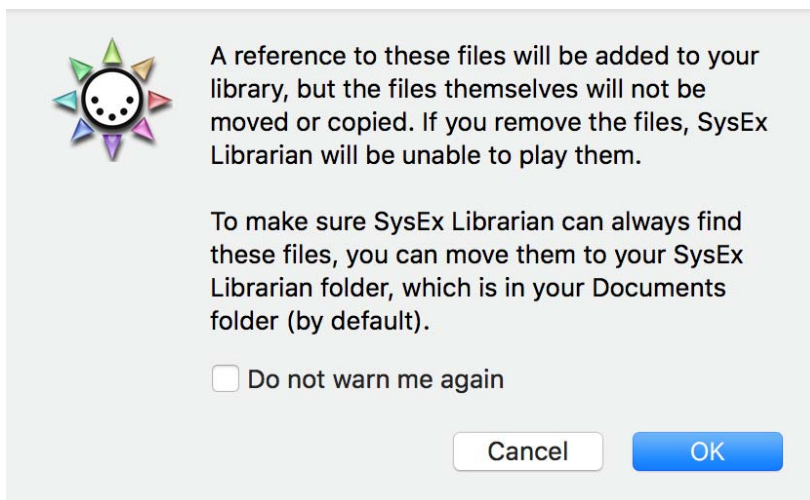 A reference to these files will be added to your
library, but the files themselves will not be
moved or copied. If you remove the files, SysEx
Librarian will be unable to play them.
To make sure SysEx Librarian can always find
these files, you can move them to your SysEx
Librarian folder, which is in your Documents
folder (by default).
Do not warn me again
Cancel
OK